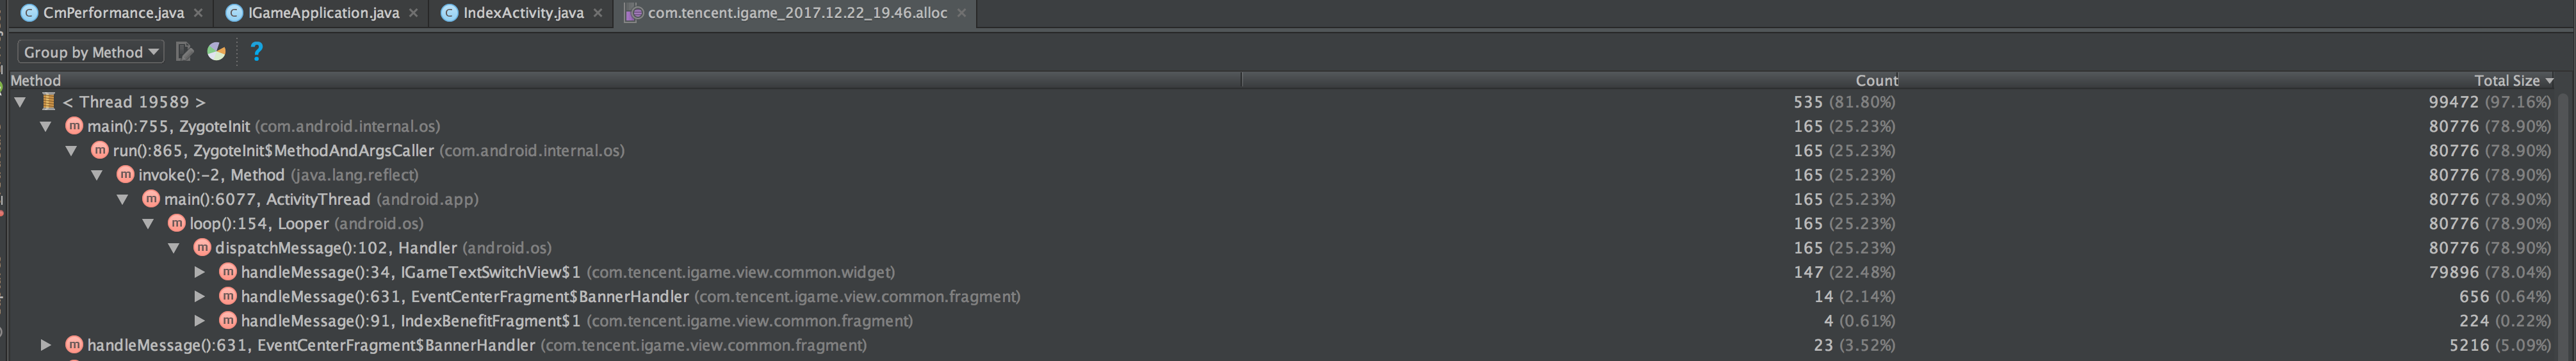 CmPerformance.java × IGameApplication.java × IndexActivity.java × com.tencent.igame_2017.12.22_19.46.alloc ×
Group by Method ?
Method Count Total Size
< Thread 19589 > 535 (81.80%) 99472 (97.16%)
main():755, ZygoteInit (com.android.internal.os) 165 (25.23%) 80776 (78.90%)
run():865, ZygoteInit$MethodAndArgsCaller (com.android.internal.os) 165 (25.23%) 80776 (78.90%)
invoke():-2, Method (java.lang.reflect) 165 (25.23%) 80776 (78.90%)
main():6077, ActivityThread (android.app) 165 (25.23%) 80776 (78.90%)
loop():154, Looper (android.os) 165 (25.23%) 80776 (78.90%)
dispatchMessage():102, Handler (android.os) 165 (25.23%) 80776 (78.90%)
handleMessage():34, IGameTextSwitchView$1 (com.tencent.igame.view.common.widget) 147 (22.48%) 79896 (78.04%)
handleMessage():631, EventCenterFragment$BannerHandler (com.tencent.igame.view.common.fragment) 14 (2.14%) 656 (0.64%)
handleMessage():91, IndexBenefitFragment$1 (com.tencent.igame.view.common.fragment) 4 (0.61%) 224 (0.22%)
handleMessage():631, EventCenterFragment$BannerHandler (com.tencent.igame.view.common.fragment) 23 (3.52%) 5216 (5.09%)